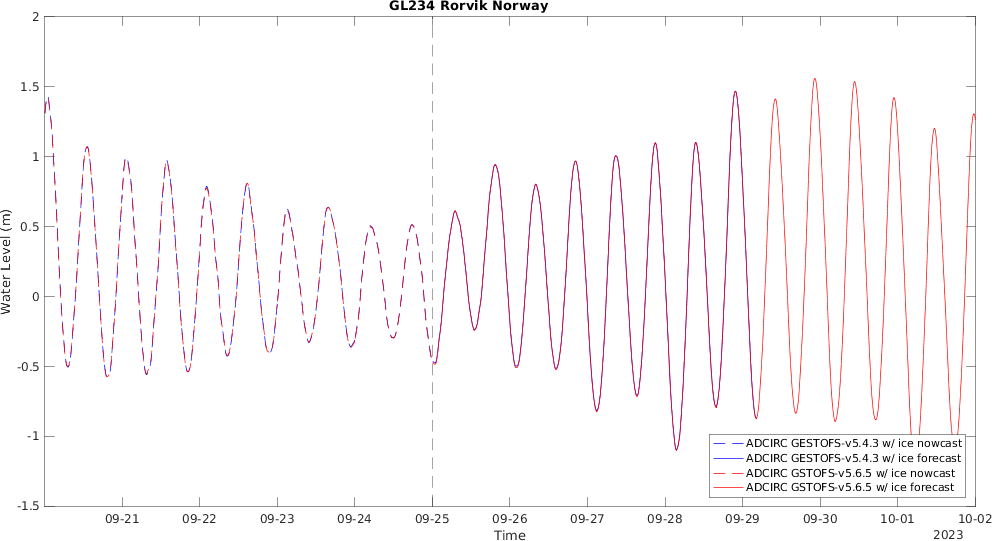 GL234 Rorvik Norway
2
1.5
1
0.5
0
-0.5
-1
-1.5
Water Level (m)
ADCIRC GESTOFS-v5.4.3 w/ ice nowcast
ADCIRC GESTOFS-v5.4.3 w/ ice forecast
ADCIRC GSTOFS-v5.6.5 w/ ice nowcast
ADCIRC GSTOFS-v5.6.5 w/ ice forecast
09-21 09-22 09-23 09-24 09-25 09-26 09-27 09-28 09-29 09-30 10-01 10-02
Time
2023